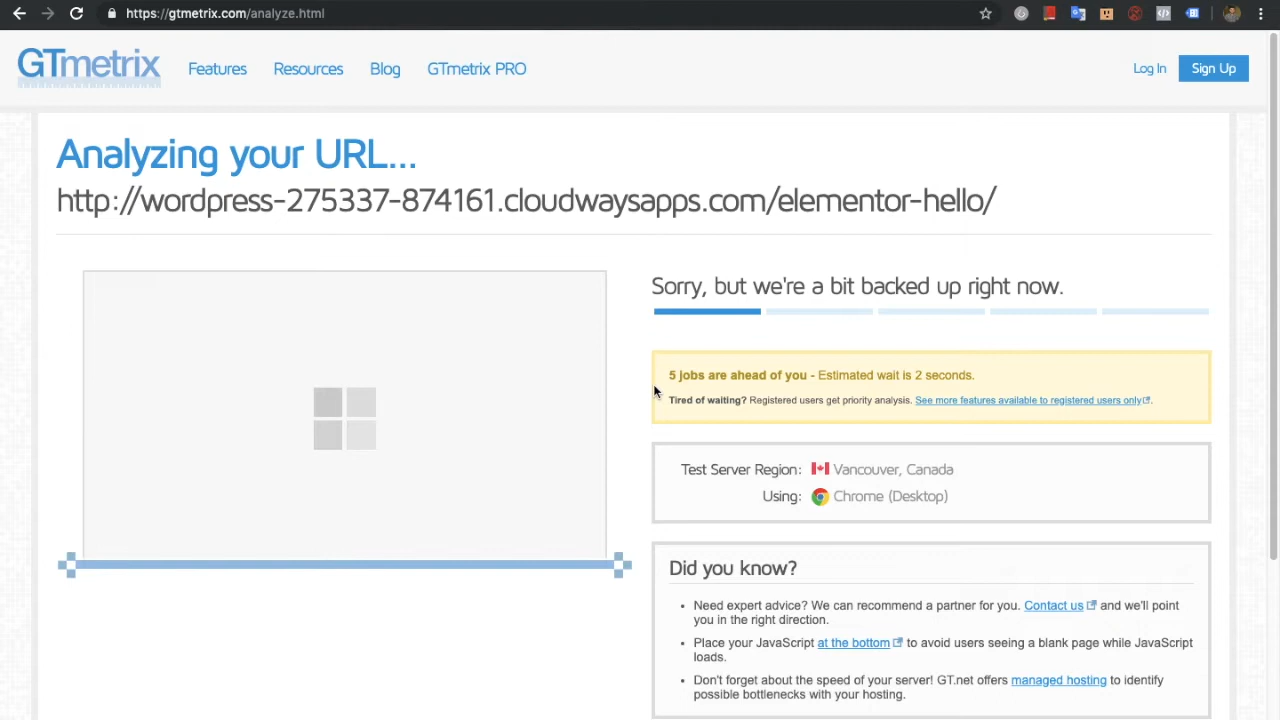 https://gtmetrix.com/analyze.html
GTmetrix Features Resources Blog GTmetrix PRO Log In Sign Up
Analyzing your URL...
http://wordpress-275337-874161.cloudwaysapps.com/elementor-hello/
Sorry, but we're a bit backed up right now.
5 jobs are ahead of you - Estimated wait is 2 seconds.
Tired of waiting? Registered users get priority analysis. See more features available to registered users only.
Test Server Region: Vancouver, Canada
Using: Chrome (Desktop)
Did you know?
• Need expert advice? We can recommend a partner for you. Contact us and we'll point
you in the right direction.
• Place your JavaScript at the bottom to avoid users seeing a blank page while JavaScript
loads.
• Don't forget about the speed of your server! GT.net offers managed hosting to identify
possible bottlenecks with your hosting.